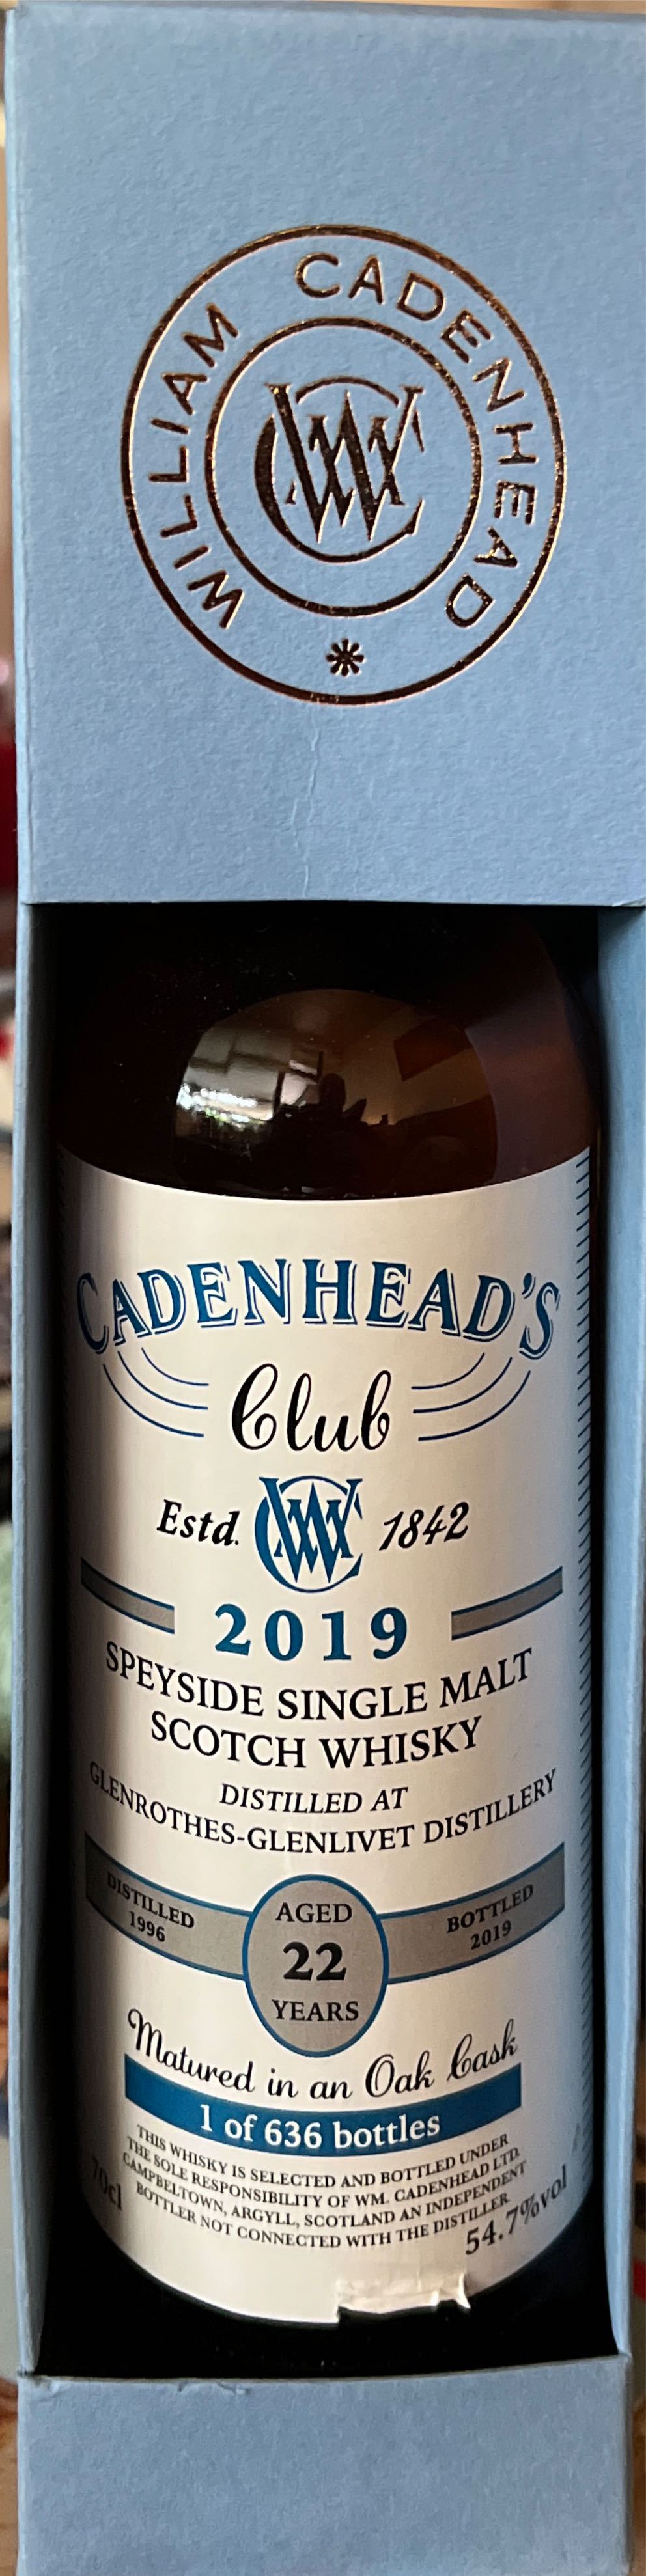 WILLIAM CADENHEAD
CW
CADENHEAD'S
Club
Estd. CW 1842
2019
SPEYSIDE SINGLE MALT
SCOTCH WHISKY
DISTILLED AT
GLENROTHES-GLENLIVET DISTILLERY
DISTILLED
1996
AGED
22
YEARS
BOTTLED
2019
Matured in an Oak Cask
1 of 636 bottles
THIS WHISKY IS SELECTED AND BOTTLED UNDER
THE SOLE RESPONSIBILITY OF WM. CADENHEAD LTD.
CAMPBELTOWN, ARGYLL, SCOTLAND AN INDEPENDENT
BOTTLER NOT CONNECTED WITH THE DISTILLER
70cl
54.7%vol